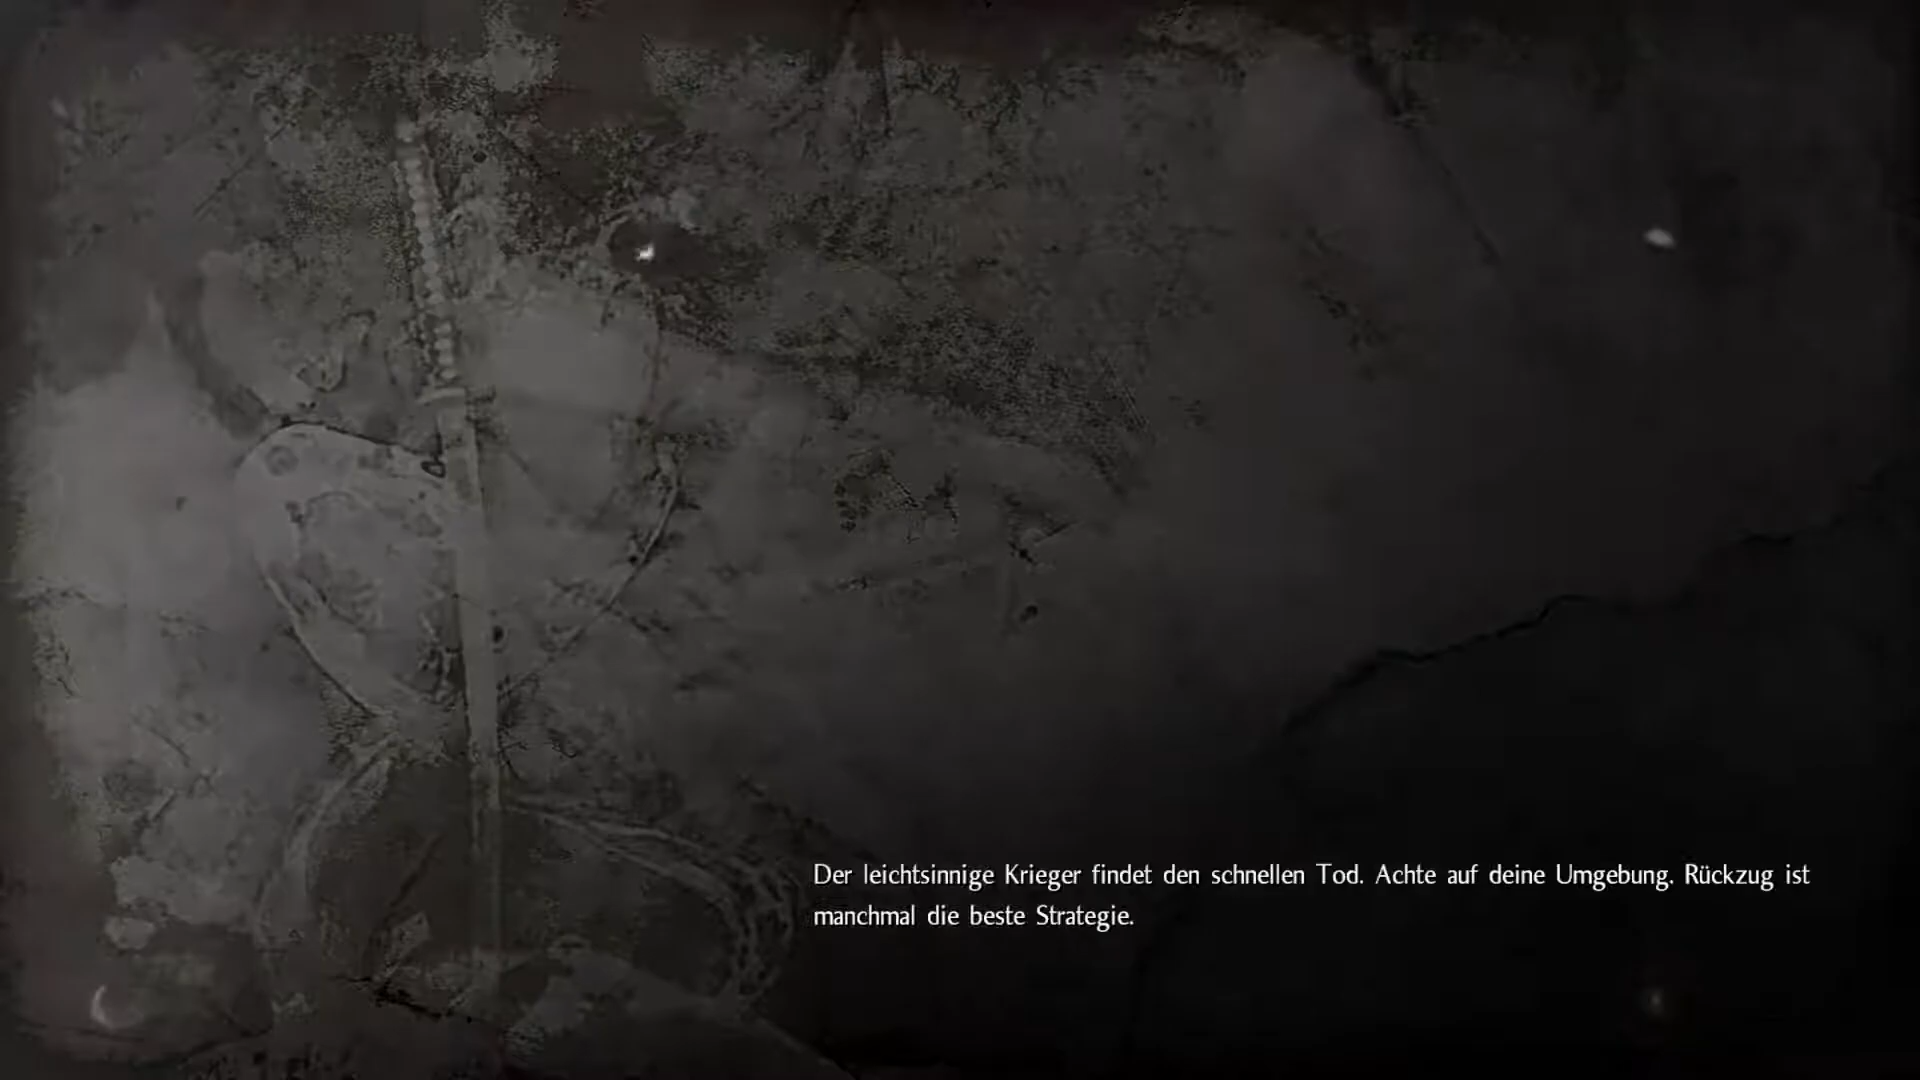 Der leichtsinnige Krieger findet den schnellen Tod. Achte auf deine Umgebung. Rückzug ist
manchmal die beste Strategie.